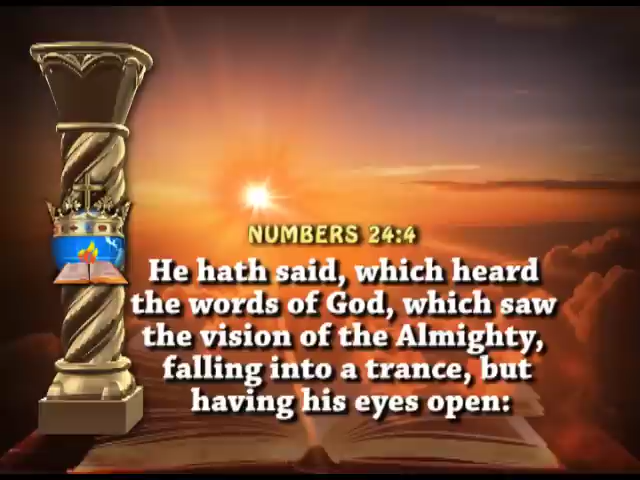 NUMBERS 24:4
He hath said, which heard
the words of God, which saw
the vision of the Almighty,
falling into a trance, but
having his eyes open: